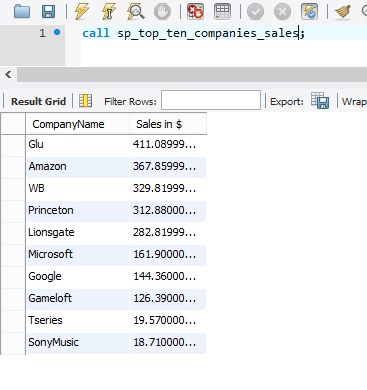 1 call sp_top_ten_companies_sales;
Result Grid Filter Rows: Export: Wrap
CompanyName Sales in $
Glu 411.08999...
Amazon 367.85999...
WB 329.81999...
Princeton 312.88000...
Lionsgate 282.81999...
Microsoft 161.90000...
Google 144.36000...
Gameloft 126.39000...
Tseries 19.570000...
SonyMusic 18.710000...